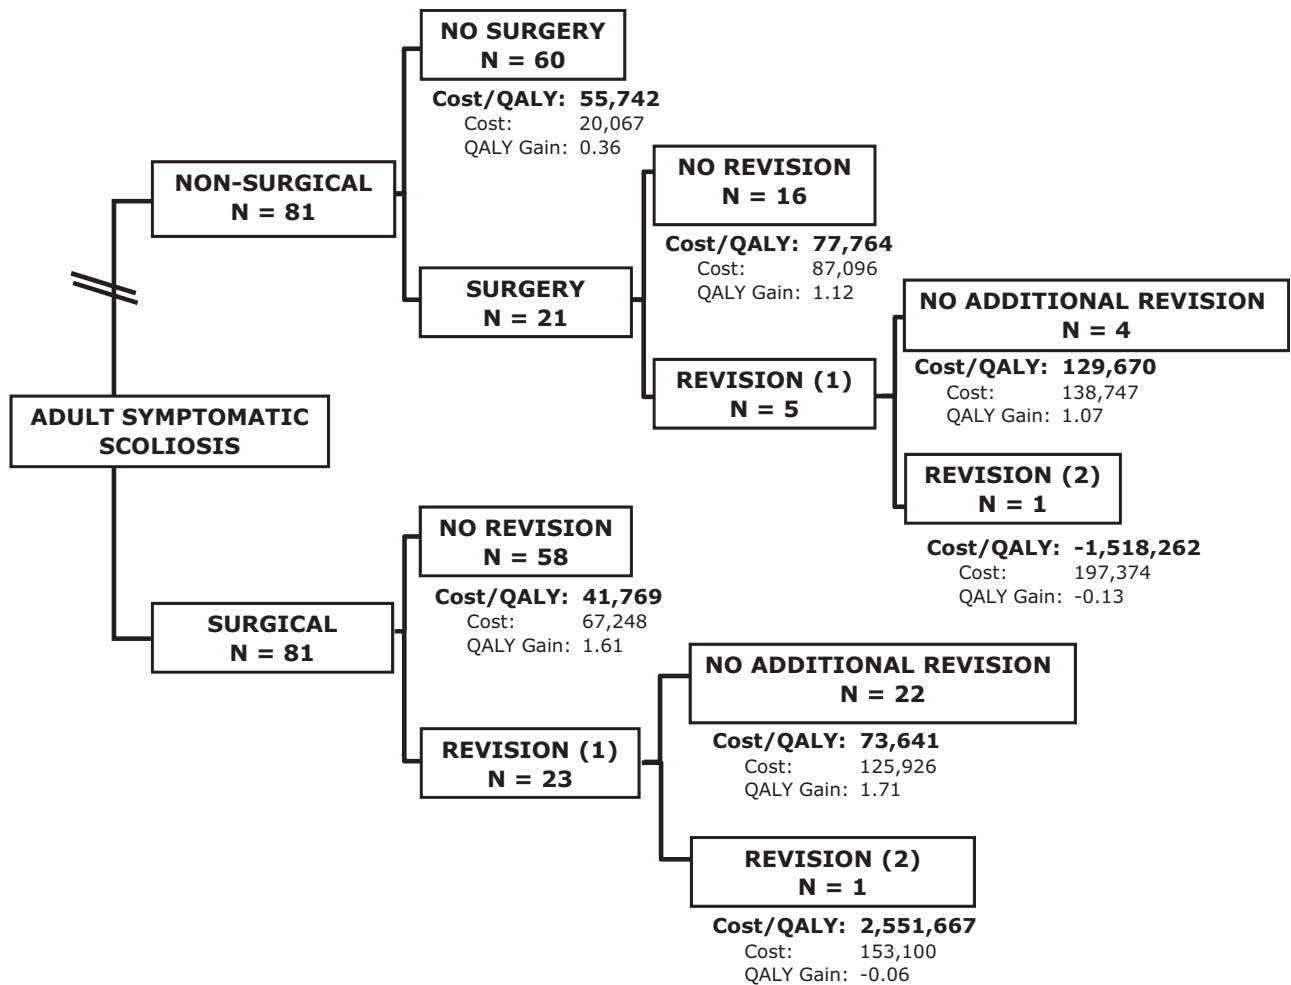 NO SURGERY
N = 60
Cost/QALY: 55,742
Cost: 20,067
QALY Gain: 0.36
NON-SURGICAL
N = 81
NO REVISION
N = 16
Cost/QALY: 77,764
Cost: 87,096
QALY Gain: 1.12
SURGERY
N = 21
NO ADDITIONAL REVISION
N = 4
Cost/QALY: 129,670
Cost: 138,747
QALY Gain: 1.07
REVISION (1)
N = 5
REVISION (2)
N = 1
Cost/QALY: -1,518,262
Cost: 197,374
QALY Gain: -0.13
ADULT SYMPTOMATIC
SCOLIOSIS
NO REVISION
N = 58
Cost/QALY: 41,769
Cost: 67,248
QALY Gain: 1.61
SURGICAL
N = 81
NO ADDITIONAL REVISION
N = 22
Cost/QALY: 73,641
Cost: 125,926
QALY Gain: 1.71
REVISION (1)
N = 23
REVISION (2)
N = 1
Cost/QALY: 2,551,667
Cost: 153,100
QALY Gain: -0.06